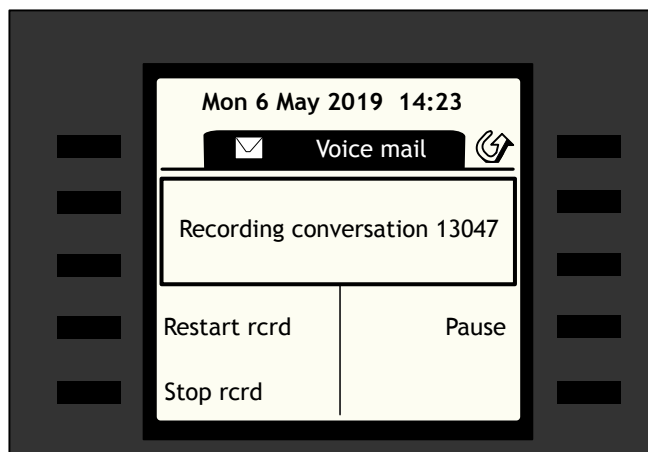 Mon 6 May 2019 14:23
Voice mail
Recording conversation 13047
Restart rcrd Pause
Stop rcrd